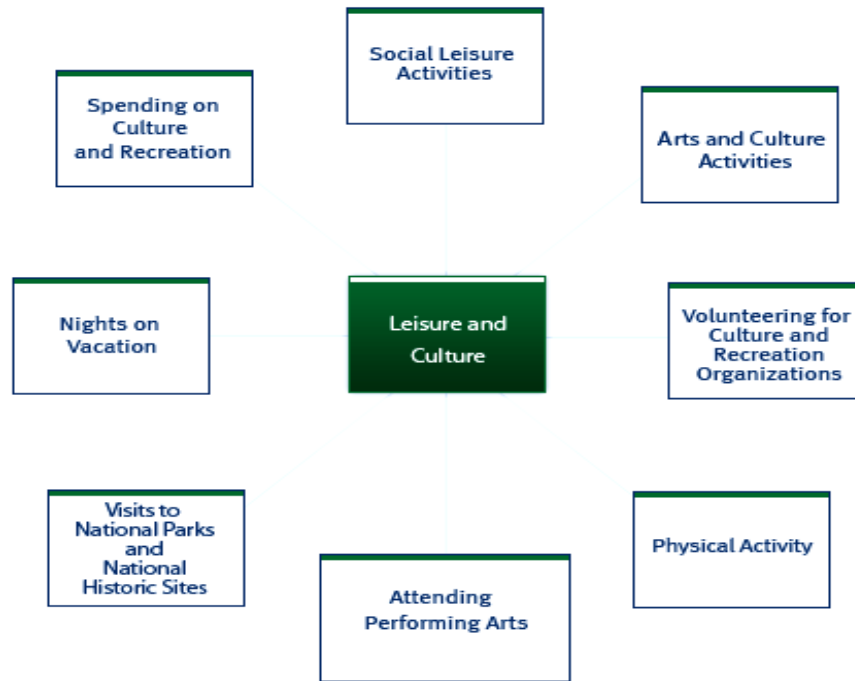 Social Leisure
Activities
Spending on
Culture
and Recreation
Arts and Culture
Activities
Nights on
Vacation
Leisure and
Culture
Volunteering for
Culture and
Recreation
Organizations
Visits to
National Parks
and
National
Historic Sites
Attending
Performing Arts
Physical Activity